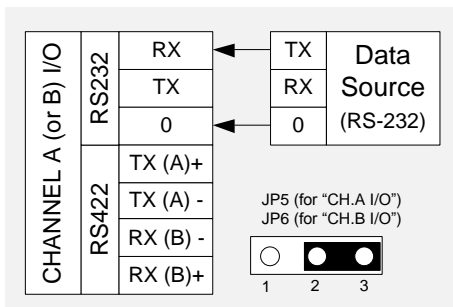 CHANNEL A (or B) I/O
RS232
RX
TX
0
RS422
TX (A)+
TX (A) -
RX (B) -
RX (B)+
TX
RX
0
Data
Source
(RS-232)
JP5 (for “CH.A I/O”)
JP6 (for “CH.B I/O”)
1 2 3